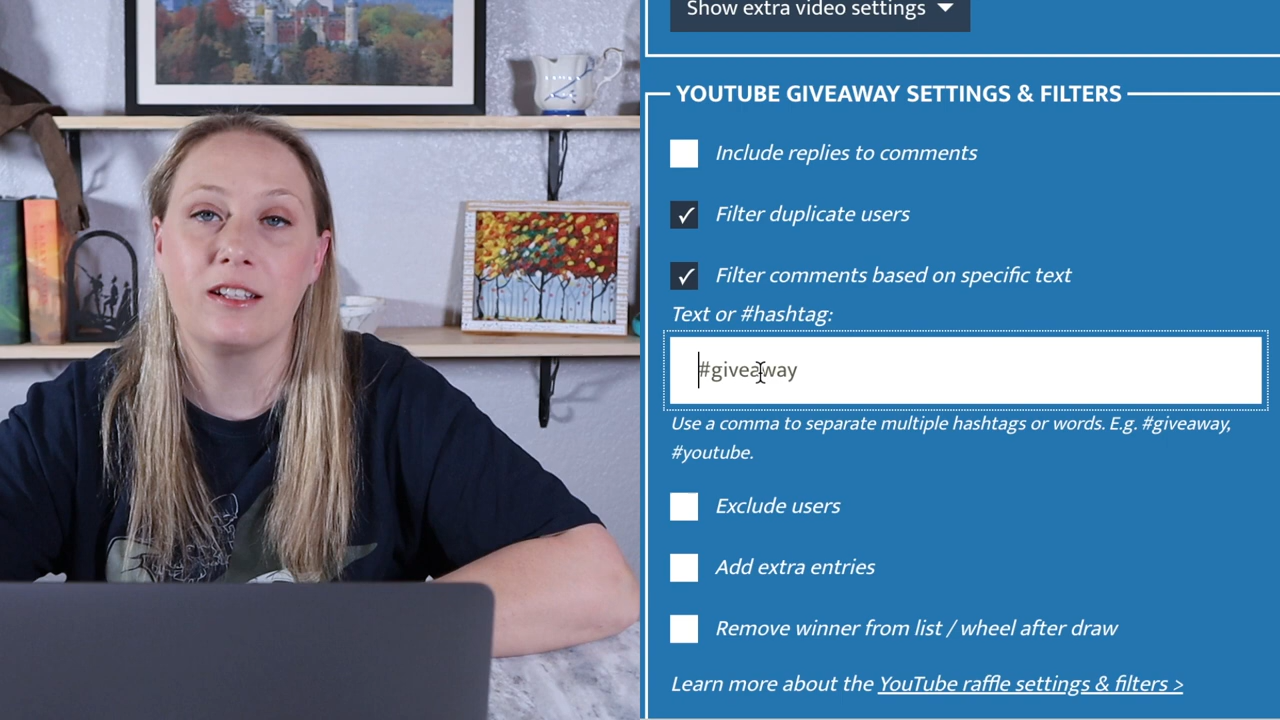 Show extra video settings
YOUTUBE GIVEAWAY SETTINGS & FILTERS
Include replies to comments
Filter duplicate users
Filter comments based on specific text
Text or #hashtag:
#giveaway
Use a comma to separate multiple hashtags or words. E.g. #giveaway,
#youtube.
Exclude users
Add extra entries
Remove winner from list / wheel after draw
Learn more about the YouTube raffle settings & filters >